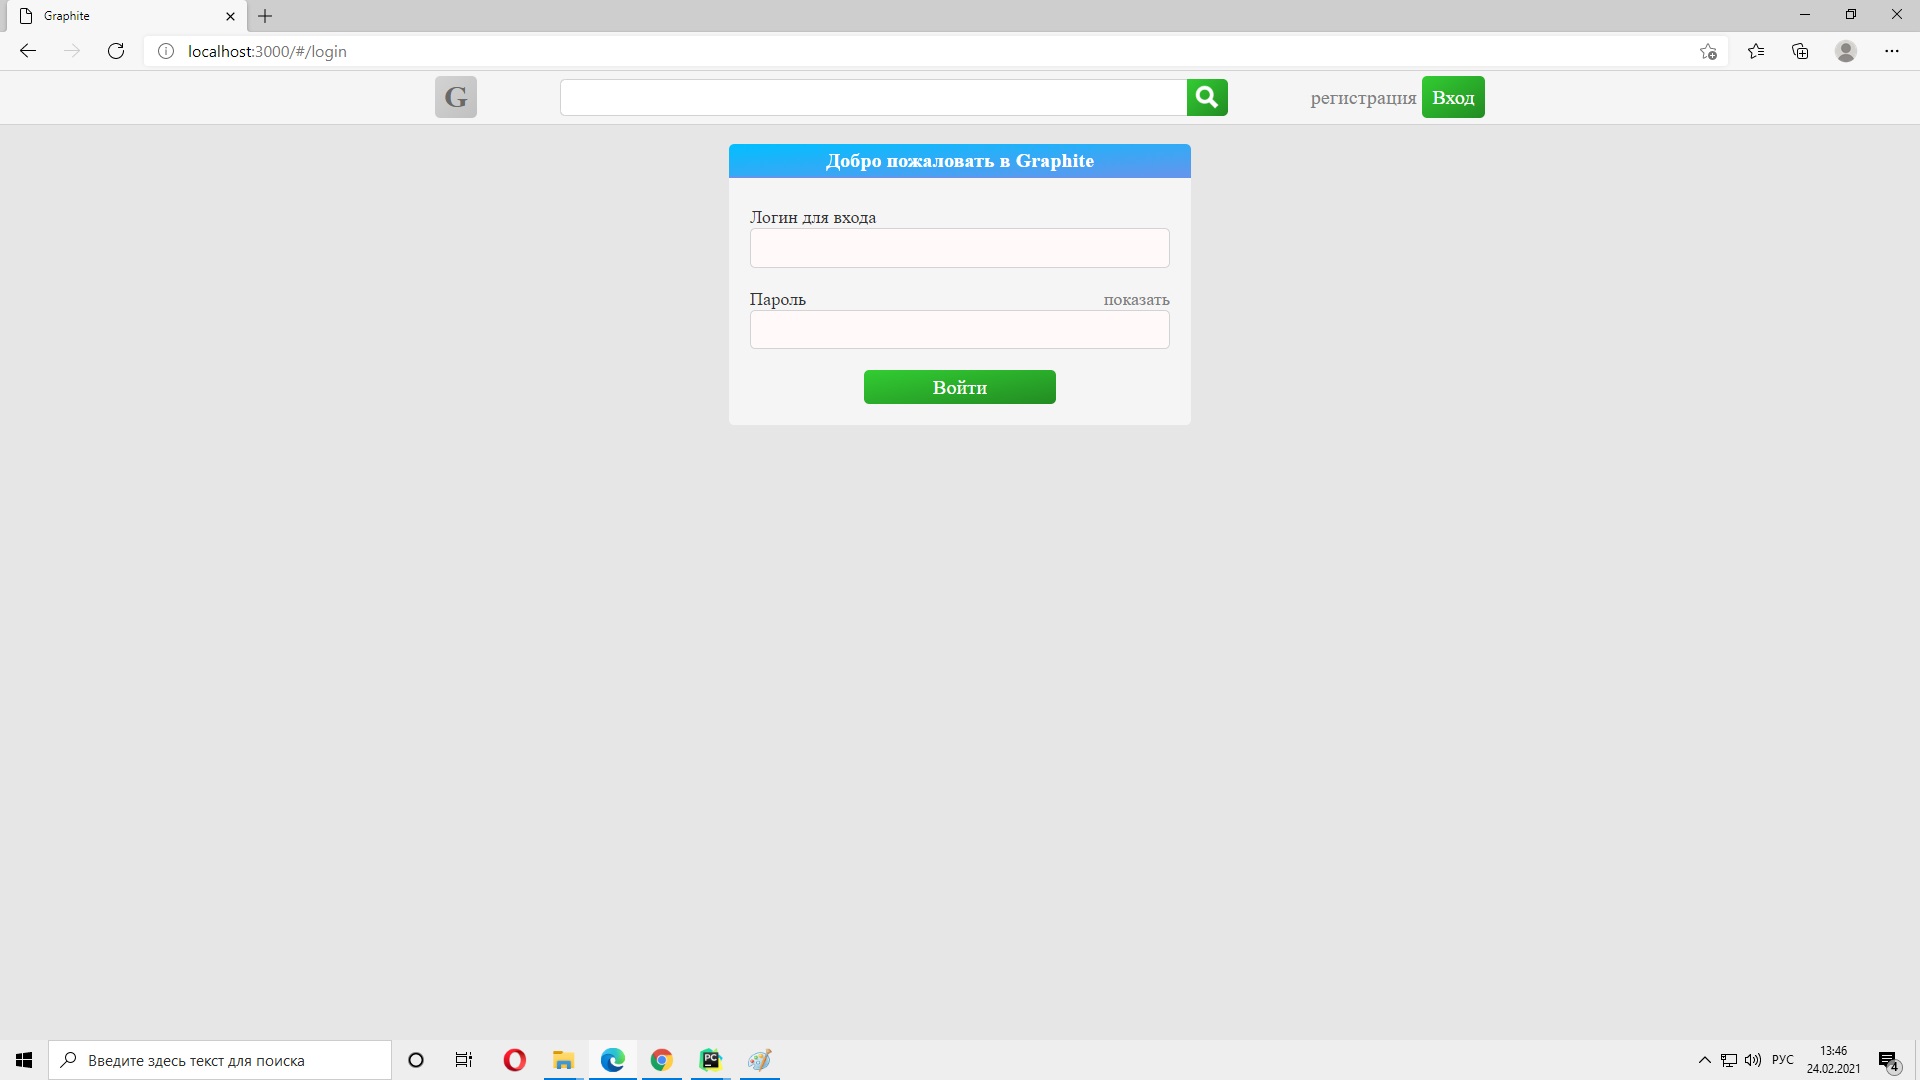 Graphite
localhost:3000/#/login
G
регистрация Вход
Добро пожаловать в Graphite
Логин для входа
Пароль показать
Войти
Введите здесь текст для поиска
PC
РУС
13:46
24.02.2021
4